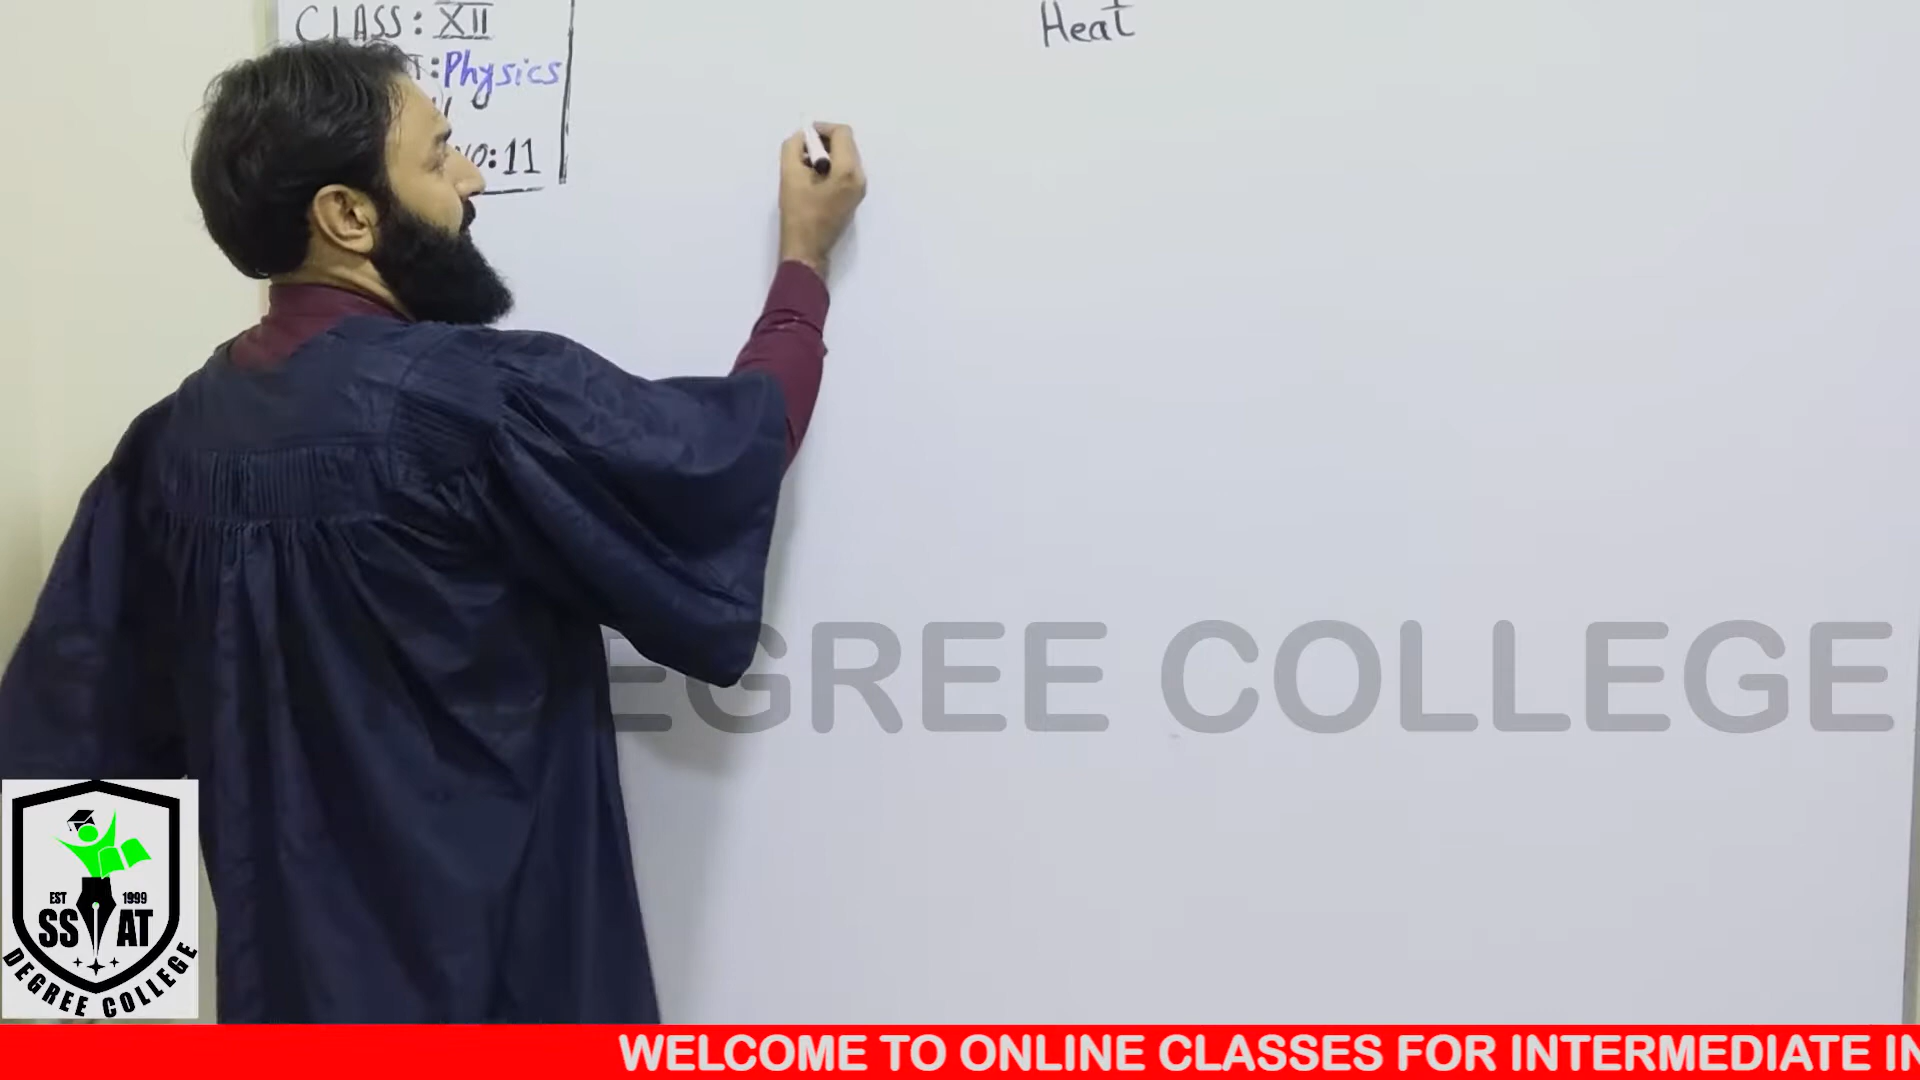 CLASS: XII
Heat
: Physics
NO: 11
EGREE COLLEGE
EST 1999
SS AT
DEGREE COLLEGE
WELCOME TO ONLINE CLASSES FOR INTERMEDIATE IN